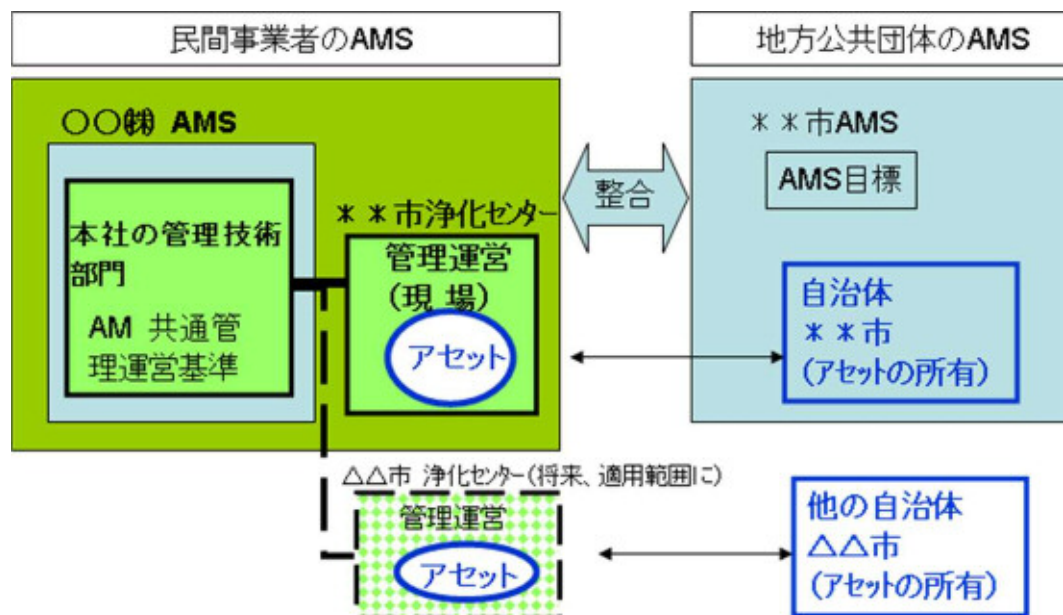 民間事業者のAMS
地方公共団体のAMS
〇〇㈱ AMS
本社の管理技術
部門
AM 共通管
理運営基準
＊＊市浄化センター
管理運営
(現 場)
アセット
整合
＊＊市AMS
AMS目標
自治体
＊＊市
(アセットの所有)
△△市 浄化センター(将来、適用範囲に)
管理運営
アセット
他の自治体
△△市
(アセットの所有)